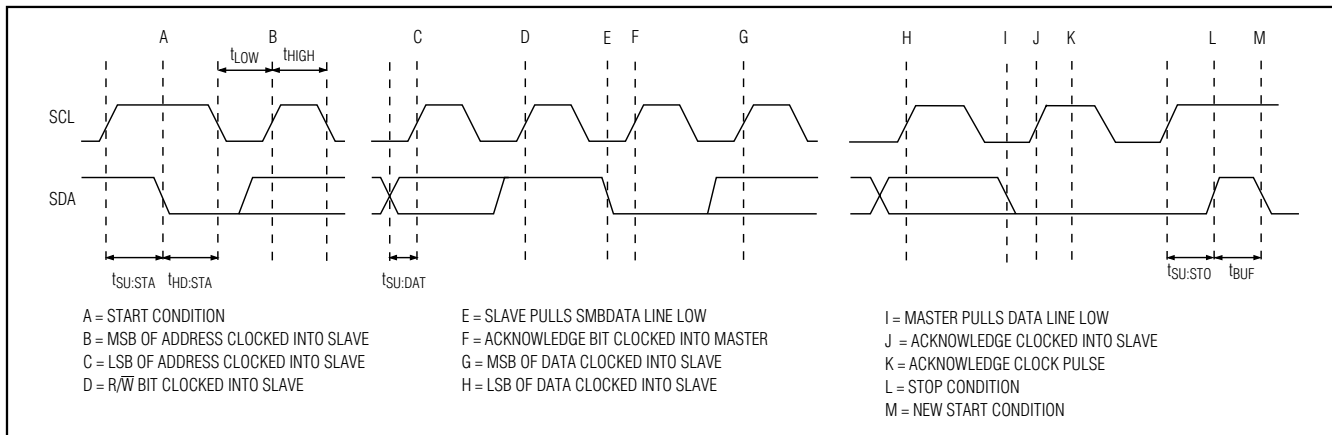 A B C D E F G H I J K L M
tLOW tHIGH
SCL
SDA
tSU:STA tHD:STA tSU:DAT tSU:STO tBUF
A = START CONDITION
B = MSB OF ADDRESS CLOCKED INTO SLAVE
C = LSB OF ADDRESS CLOCKED INTO SLAVE
D = R/W̅ BIT CLOCKED INTO SLAVE
E = SLAVE PULLS SMBDATA LINE LOW
F = ACKNOWLEDGE BIT CLOCKED INTO MASTER
G = MSB OF DATA CLOCKED INTO SLAVE
H = LSB OF DATA CLOCKED INTO SLAVE
I = MASTER PULLS DATA LINE LOW
J = ACKNOWLEDGE CLOCKED INTO SLAVE
K = ACKNOWLEDGE CLOCK PULSE
L = STOP CONDITION
M = NEW START CONDITION